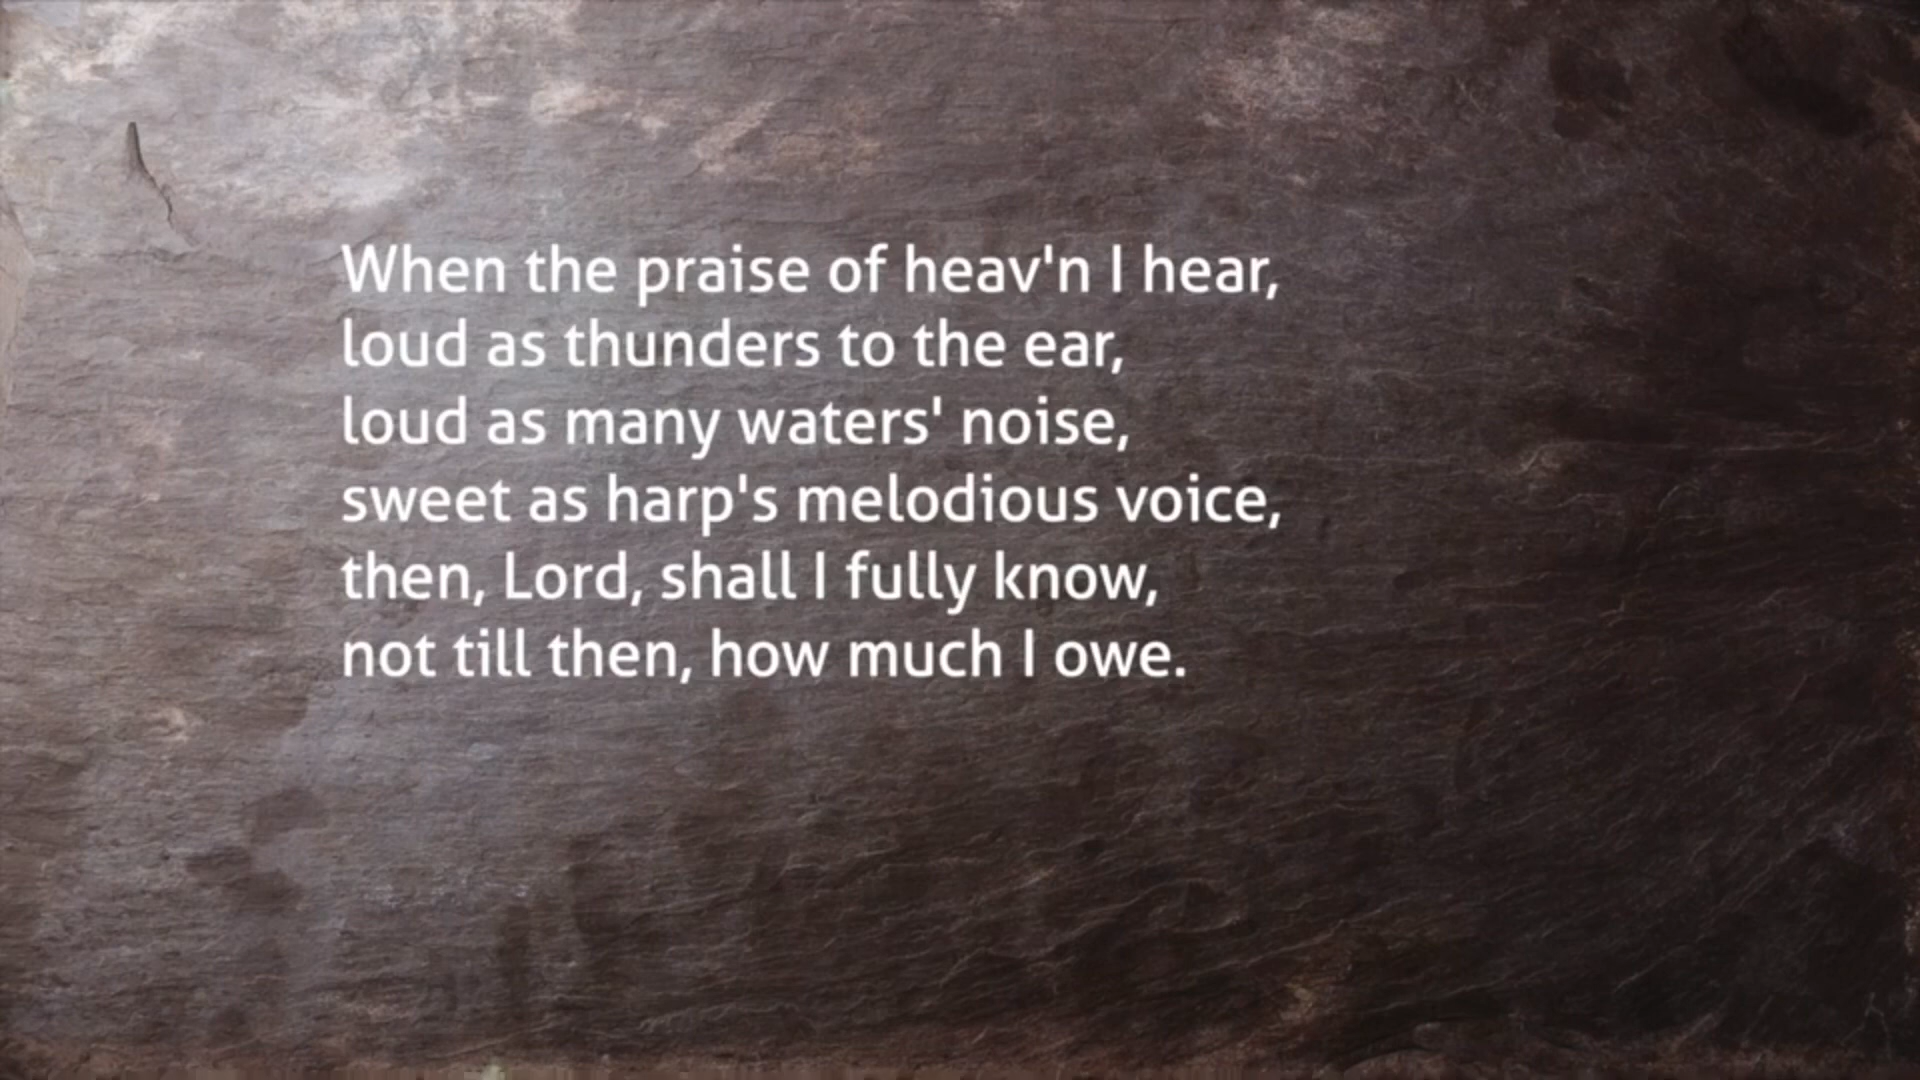 When the praise of heav'n I hear,
loud as thunders to the ear,
loud as many waters' noise,
sweet as harp's melodious voice,
then, Lord, shall I fully know,
not till then, how much I owe.